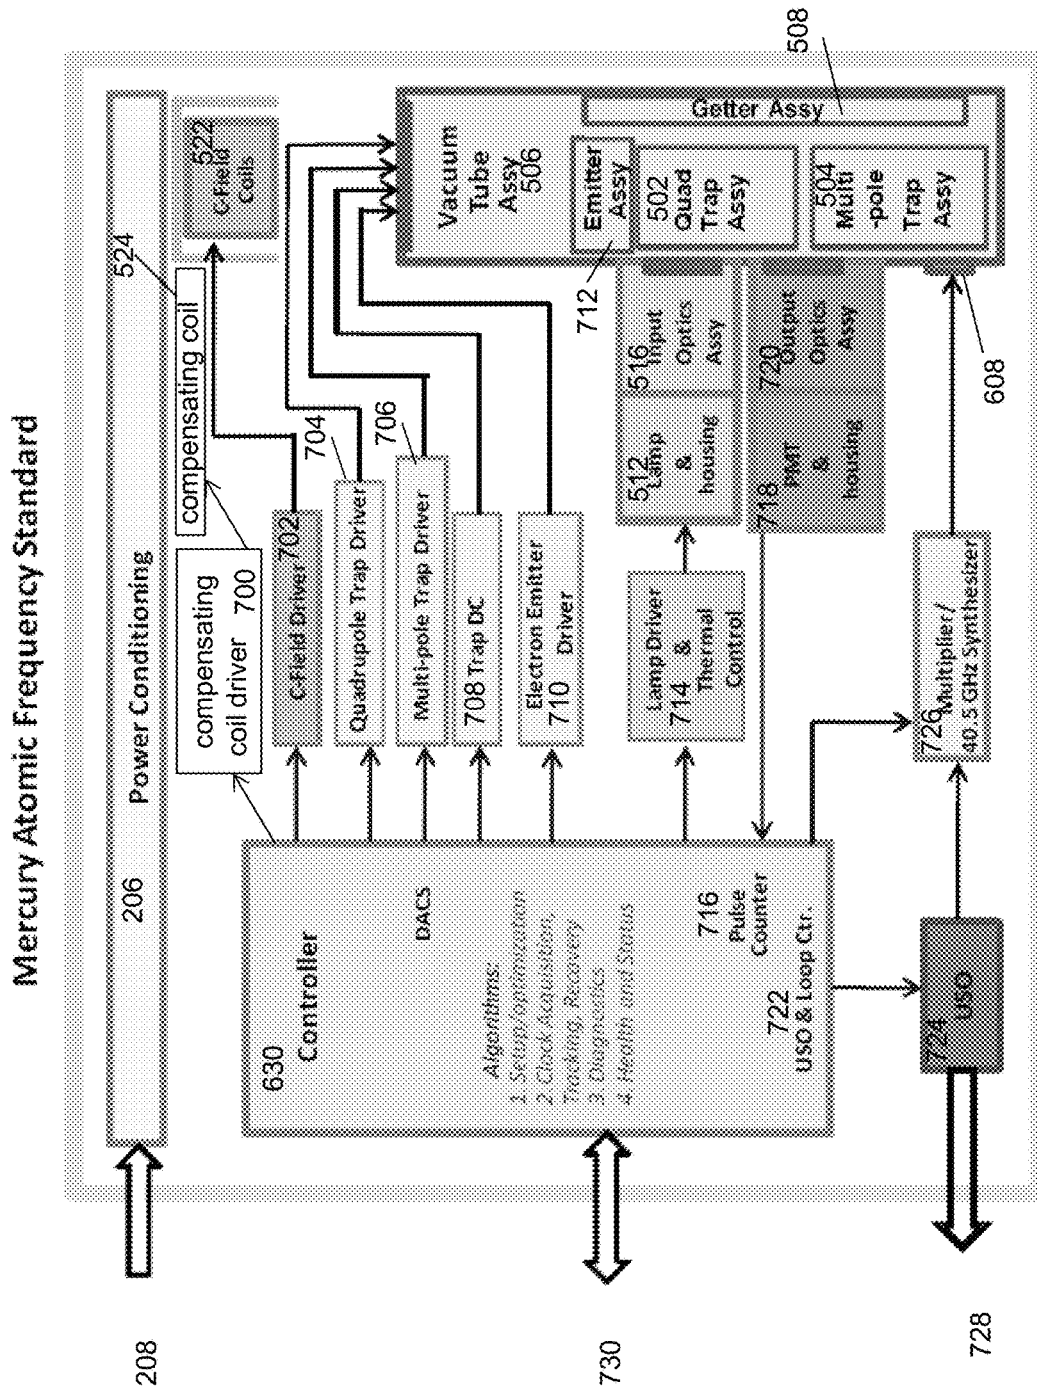 Mercury Atomic Frequency Standard
208
206
Power Conditioning
524
compensating
coil driver 700
compensating coil
522
C-Field
Coils
630
Controller
DACS
Algorithms:
1 Setup/optimization
2 Clock Acqusition,
Tracking, Recovery
3 Diagnostics
4 Health and Status
716
Pulse
Counter
722
USO & Loop Ctr.
730
C-Field Driver 702
Quadrupole Trap Driver
704
Multi-pole Trap Driver
706
708 Trap DC
Electron Emitter
710 Driver
Lamp Driver
714 &
Thermal
Control
512
Lamp
&
housing
516
Input
Optics
Assy
718
PMT
&
housing
720
Output
Optics
Assy
Vacuum
Tube
Assy
506
712
Emitter
Assy
502
Quad
Trap
Assy
504
Multi
-pole
Trap
Assy
Getter Assy
508
608
726
Multiplier/
40.5 GHz Synthesizer
724
USO
728